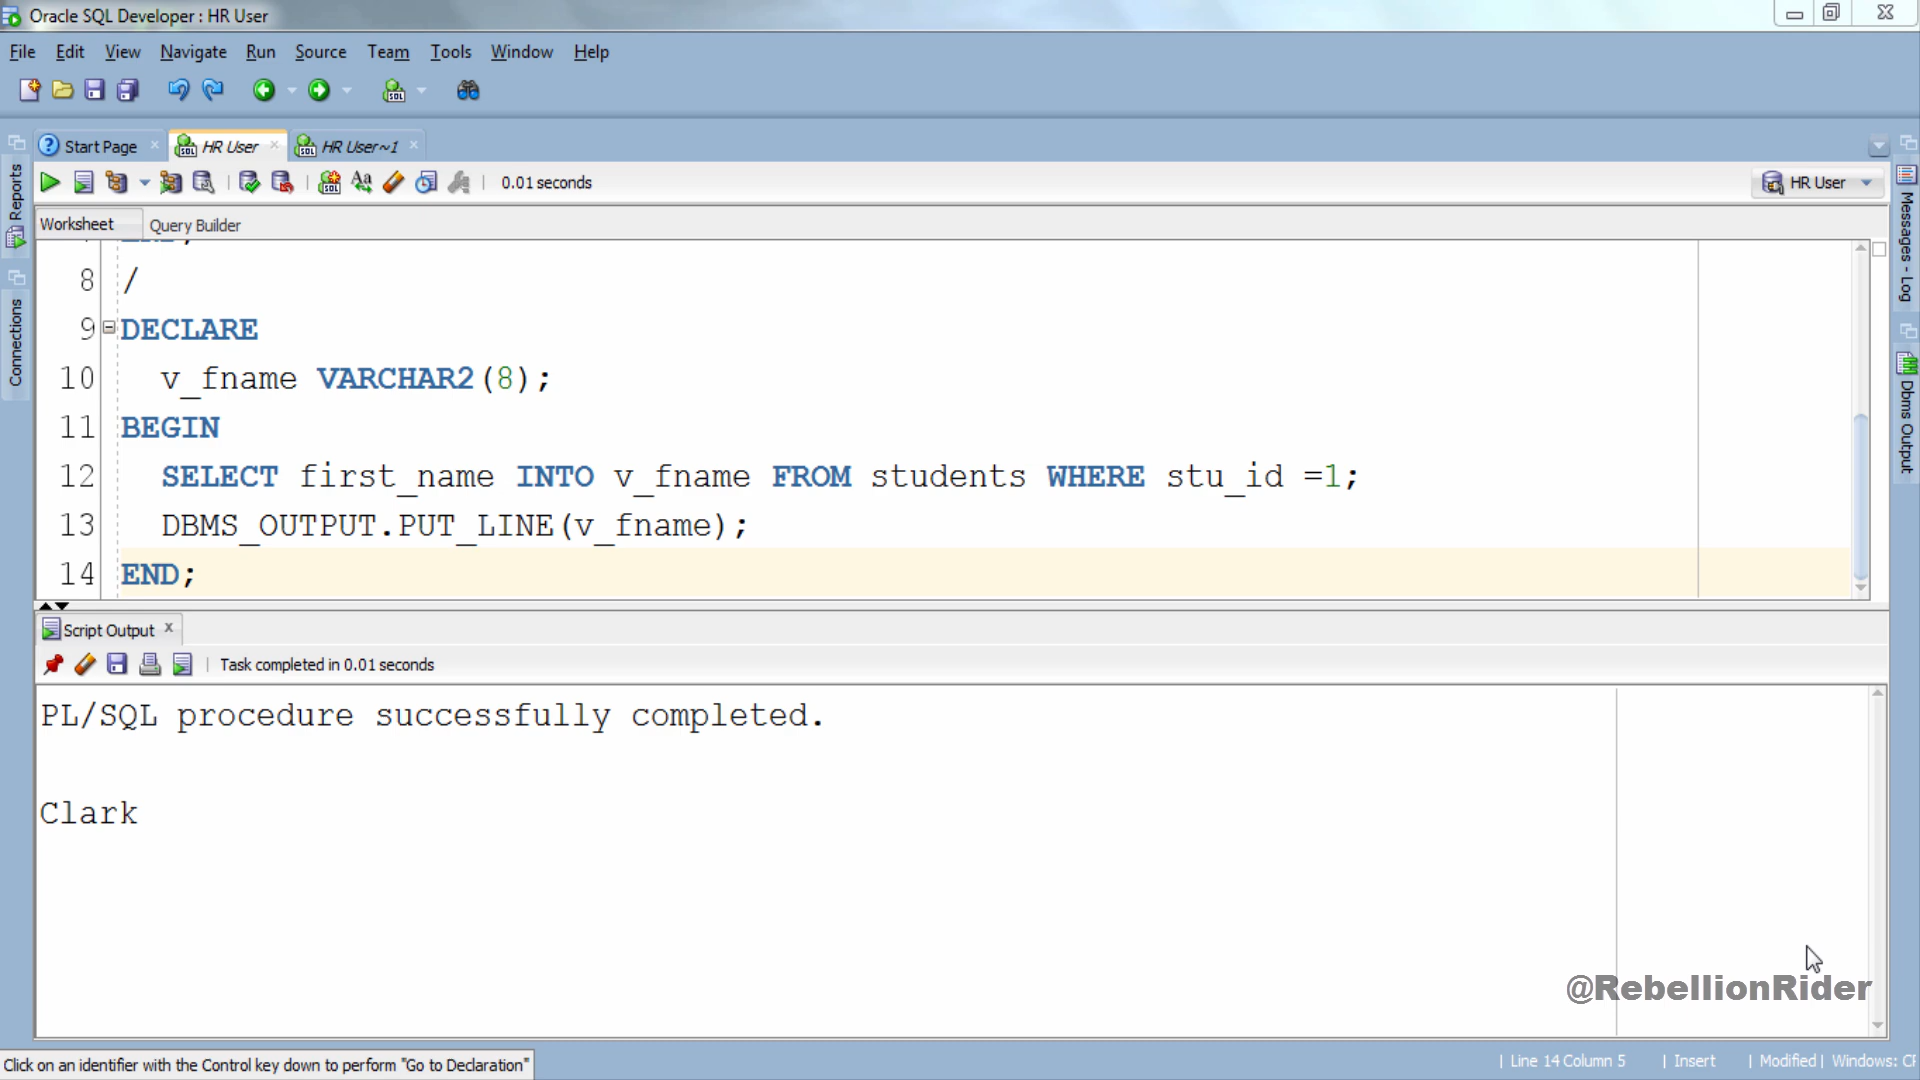 Oracle SQL Developer : HR User
File Edit View Navigate Run Source Team Tools Window Help
Start Page HR User HR User~1
0.01 seconds HR User
Worksheet Query Builder
Reports
Connections
Messages - Log
Dbms Output
8 /
9 DECLARE
10 v_fname VARCHAR2(8);
11 BEGIN
12 SELECT first_name INTO v_fname FROM students WHERE stu_id =1;
13 DBMS_OUTPUT.PUT_LINE(v_fname);
14 END;
Script Output
Task completed in 0.01 seconds
PL/SQL procedure successfully completed.
Clark
@RebellionRider
Click on an identifier with the Control key down to perform "Go to Declaration"
| Line 14 Column 5 | Insert | Modified | Windows: